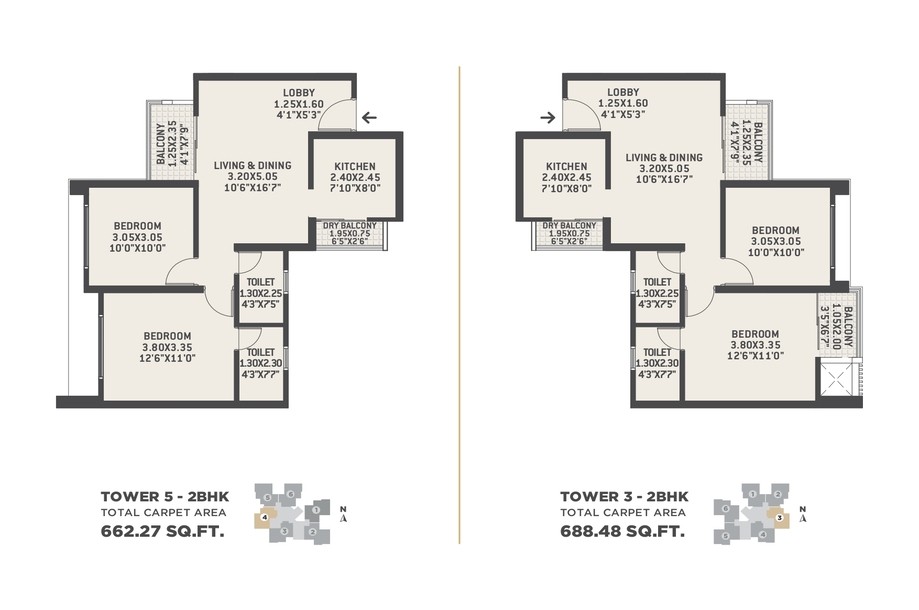 LOBBY
1.25X1.60
4'1"X5'3"
BALCONY
1.25X2.35
4'1"X7'9"
LIVING & DINING
3.20X5.05
10'6"X16'7"
KITCHEN
2.40X2.45
7'10"X8'0"
DRY BALCONY
1.95X0.75
6'5"X2'6"
BEDROOM
3.05X3.05
10'0"X10'0"
TOILET
1.30X2.25
4'3"X7'5"
BEDROOM
3.80X3.35
12'6"X11'0"
TOILET
1.30X2.30
4'3"X7'7"
TOWER 5 - 2BHK
TOTAL CARPET AREA
662.27 SQ.FT.
5 6
4 1
3 2
N
LOBBY
1.25X1.60
4'1"X5'3"
BALCONY
1.25X2.35
4'1"X7'9"
KITCHEN
2.40X2.45
7'10"X8'0"
LIVING & DINING
3.20X5.05
10'6"X16'7"
DRY BALCONY
1.95X0.75
6'5"X2'6"
BEDROOM
3.05X3.05
10'0"X10'0"
TOILET
1.30X2.25
4'3"X7'5"
BALCONY
1.05X2.00
3'5"X6'7"
BEDROOM
3.80X3.35
12'6"X11'0"
TOILET
1.30X2.30
4'3"X7'7"
TOWER 3 - 2BHK
TOTAL CARPET AREA
688.48 SQ.FT.
1 2
6 3
5 4
N